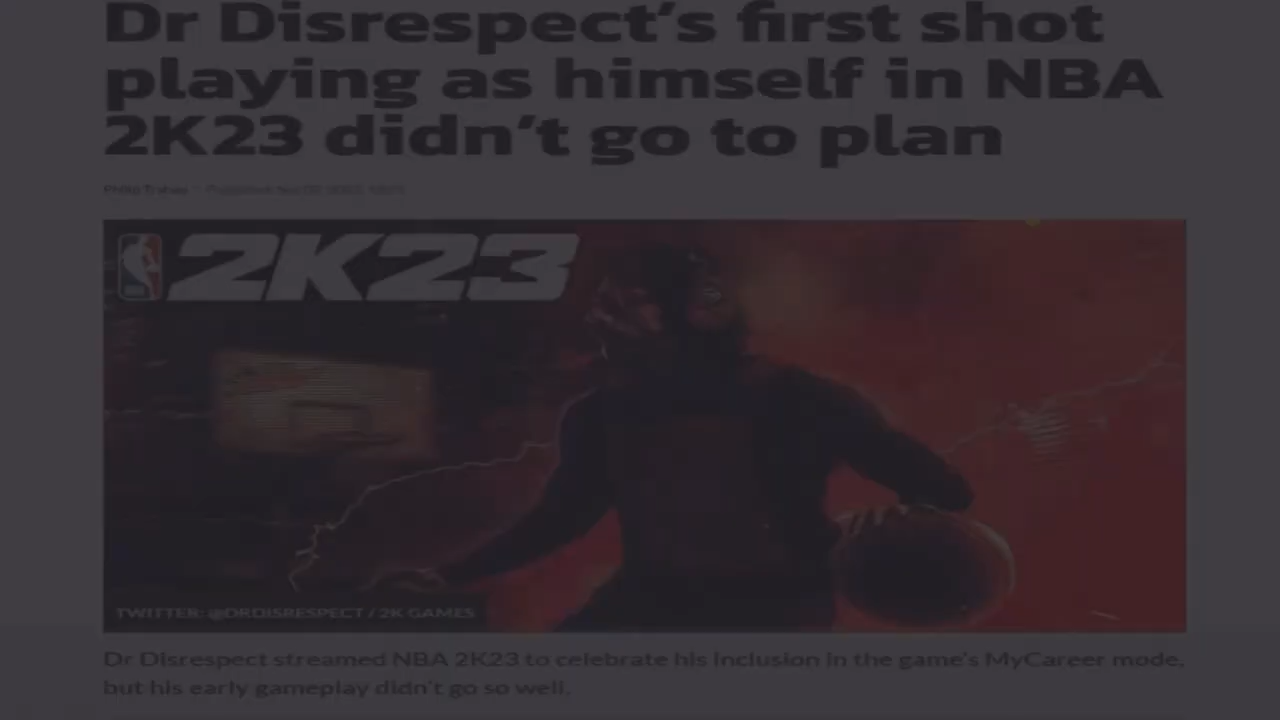 Dr Disrespect's first shot
playing as himself in NBA
2K23 didn't go to plan
2K23
TWITTER: @DRDISRESPECT / 2K GAMES
Dr Disrespect streamed NBA 2K23 to celebrate his inclusion in the game's MyCareer mode,
but his early gameplay didn't go so well.